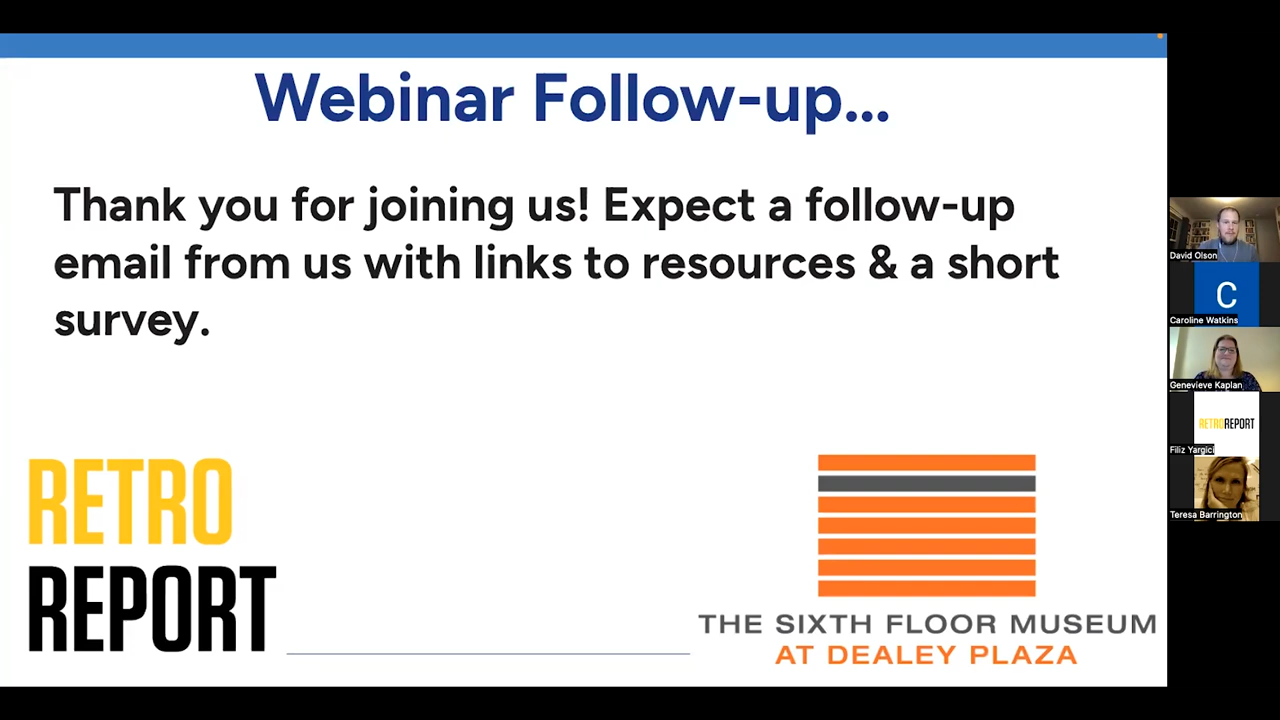 Webinar Follow-up...
Thank you for joining us! Expect a follow-up
email from us with links to resources & a short
survey.
RETRO
REPORT
THE SIXTH FLOOR MUSEUM
AT DEALEY PLAZA
David Olson
C
Caroline Watkins
Genevieve Kaplan
RETROREPORT
Filiz Yargici
Teresa Barrington